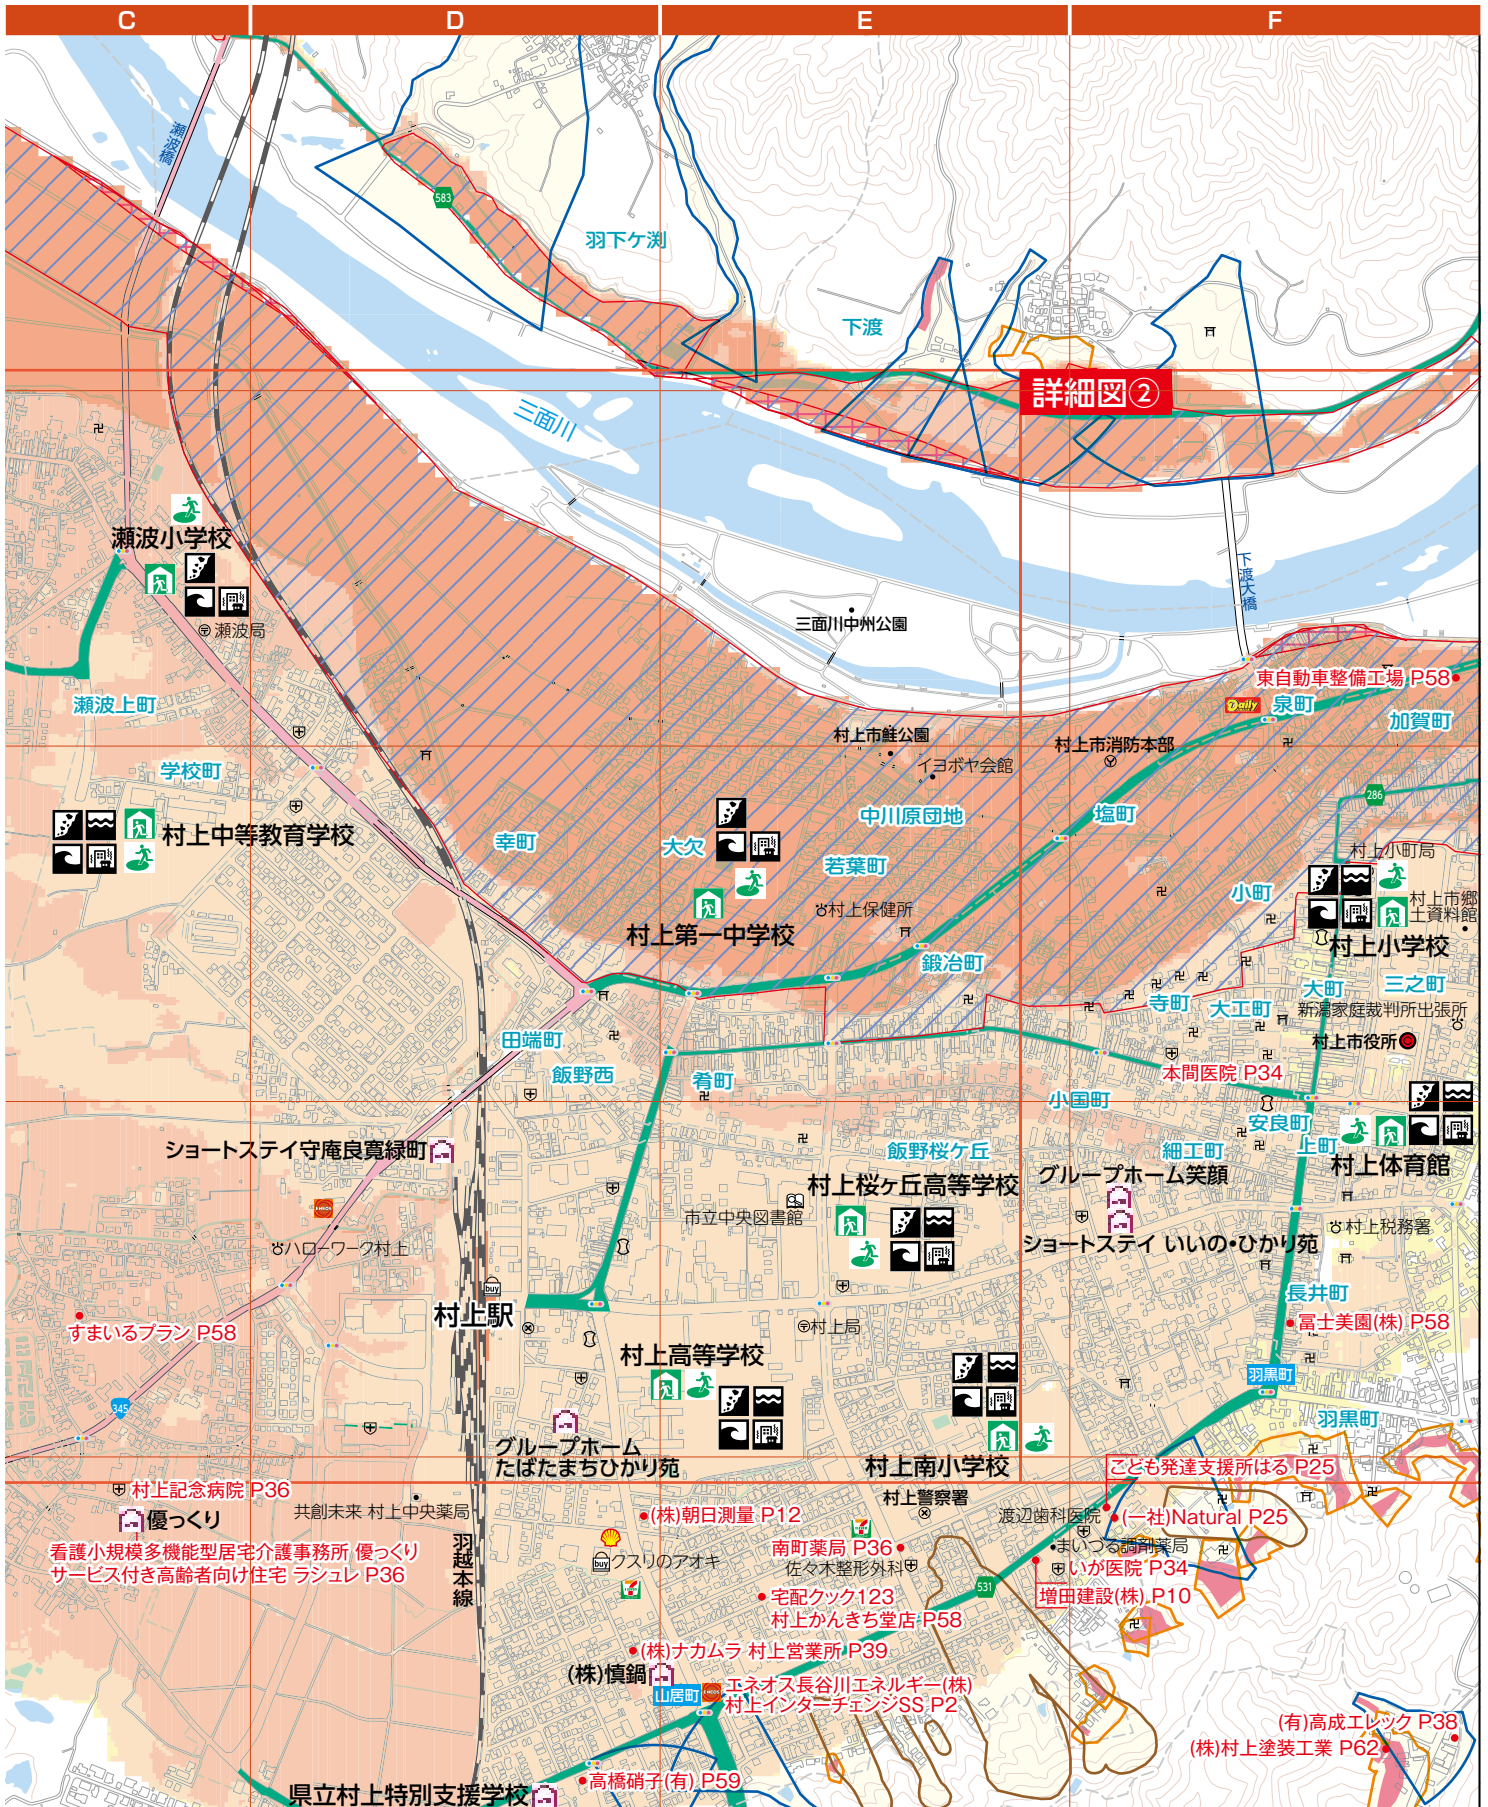 C
D
E
F
瀬波橋
583
羽下ケ渕
下渡
詳細図②
三面川
瀬波小学校
下渡大橋
三面川中州公園
瀬波局
東自動車整備工場 P58
瀬波上町
Daily
泉町
加賀町
村上市鮭公園
村上市消防本部
学校町
イヨボヤ会館
286
中川原団地
塩町
村上中等教育学校
幸町
大欠
村上小町局
若葉町
小町
村上市郷
土資料館
村上保健所
村上第一中学校
村上小学校
鍛冶町
大町
三之町
寺町
大工町
新潟家庭裁判所出張所
田端町
村上市役所
飯野西
肴町
本間医院 P34
小国町
安良町
ショートステイ守庵良寛緑町
飯野桜ケ丘
細工町
上町
村上体育館
村上桜ヶ丘高等学校
グループホーム笑顔
市立中央図書館
村上税務署
ハローワーク村上
ショートステイ いいの・ひかり苑
buy
長井町
村上駅
すまいるプラン P58
村上局
冨士美園(株) P58
村上高等学校
羽黒町
345
羽黒町
グループホーム
たばたまちひかり苑
村上南小学校
こども発達支援所はる P25
村上記念病院 P36
村上警察署
共創未来 村上中央薬局
(株)朝日測量 P12
渡辺歯科医院
(一社)Natural P25
優っくり
南町薬局 P36
まいづる調剤薬局
看護小規模多機能型居宅介護事務所 優っくり
サービス付き高齢者向け住宅 ラシュレ P36
羽越本線
buy
クスリのアオキ
佐々木整形外科
いが医院 P34
531
宅配クック123
村上かんきち堂店 P58
増田建設(株) P10
(株)ナカムラ 村上営業所 P39
(株)慎鍋
山居町
エネオス長谷川エネルギー(株)
村上インターチェンジSS P2
(有)高成エレック P38
(株)村上塗装工業 P62
高橋硝子(有) P59
県立村上特別支援学校